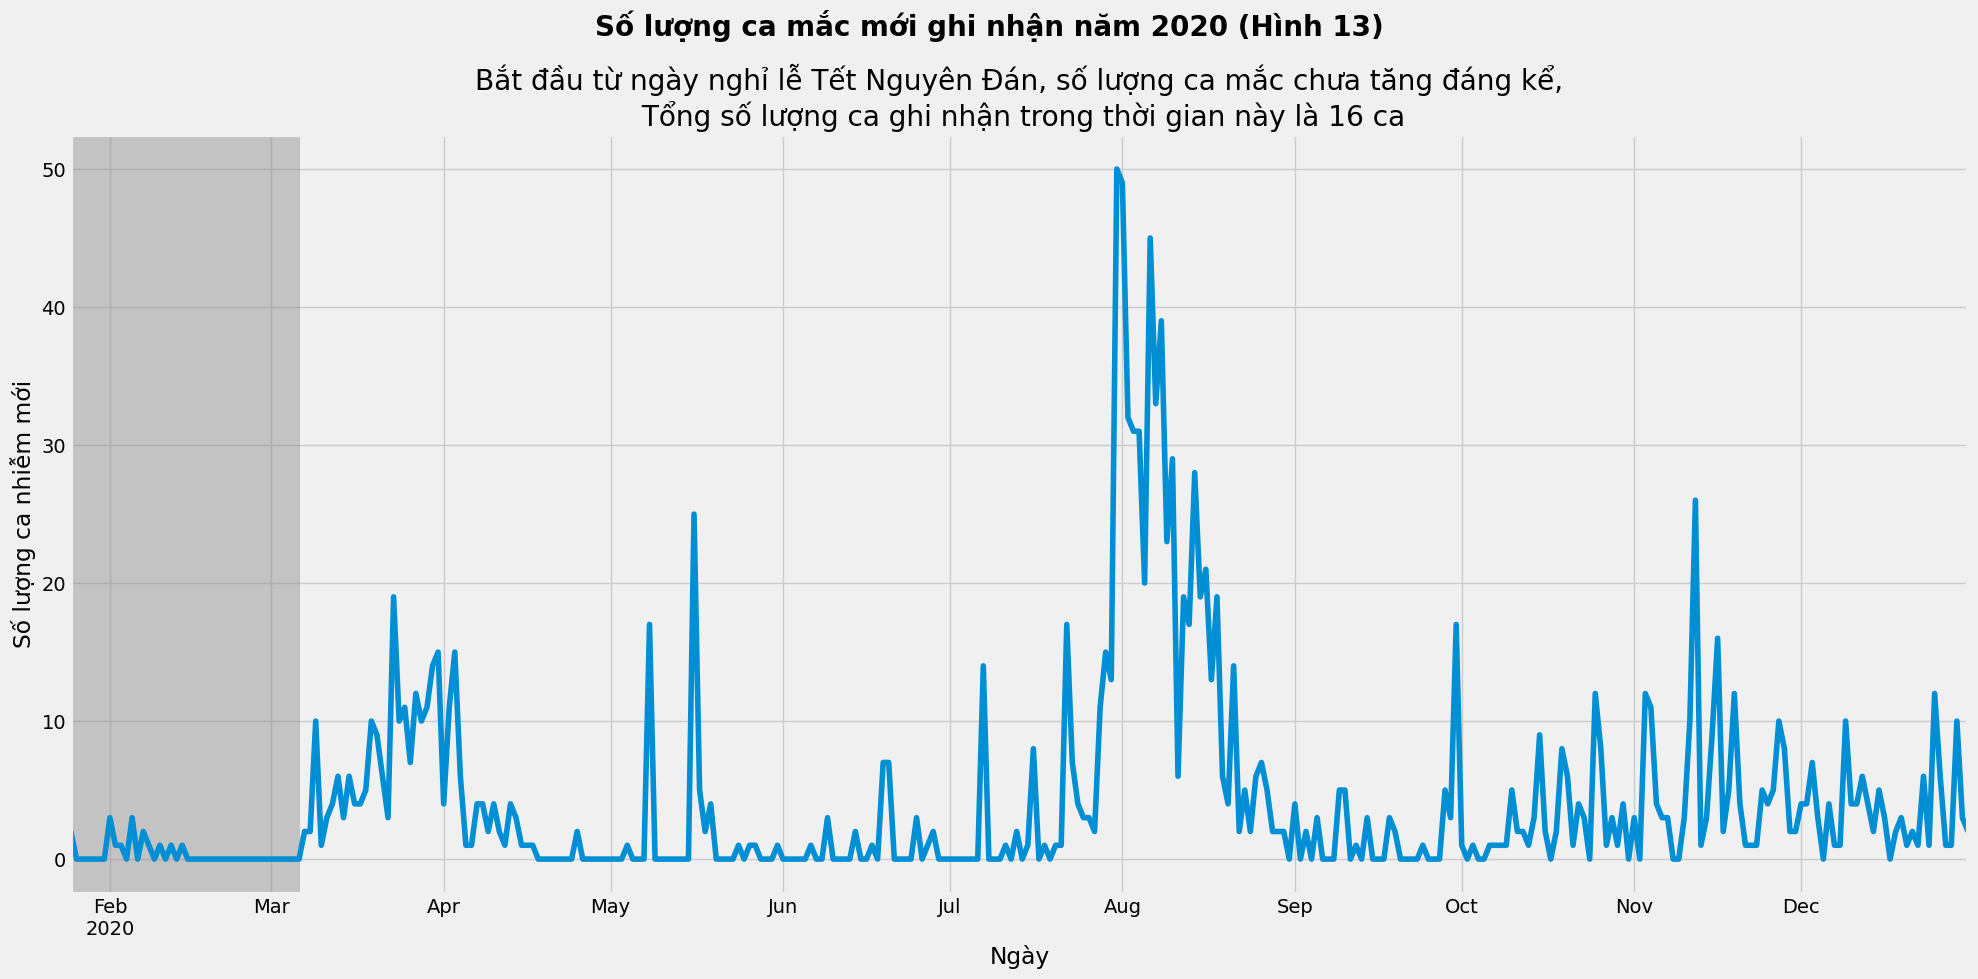 Số lượng ca mắc mới ghi nhận năm 2020 (Hình 13)
Bắt đầu từ ngày nghỉ lễ Tết Nguyên Đán, số lượng ca mắc chưa tăng đáng kể,
Tổng số lượng ca ghi nhận trong thời gian này là 16 ca
Số lượng ca nhiễm mới
50
40
30
20
10
0
Feb Mar Apr May Jun Jul Aug Sep Oct Nov Dec
2020
Ngày